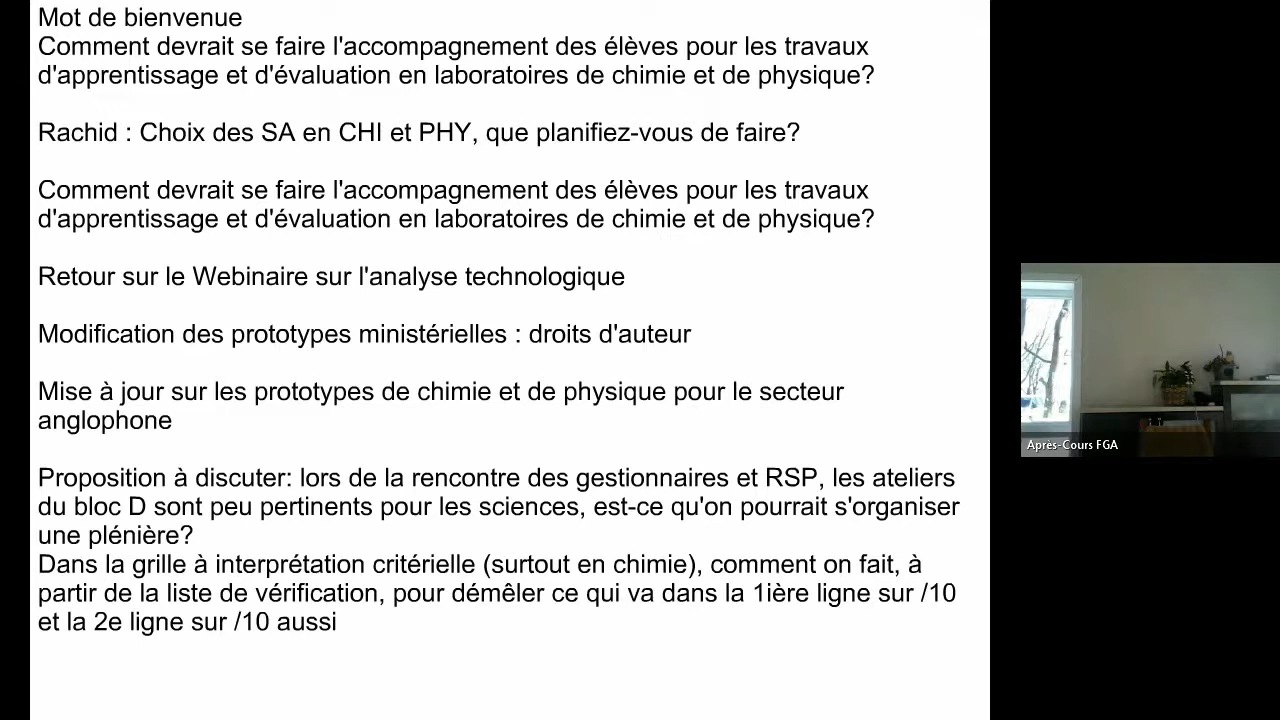 Mot de bienvenue
Comment devrait se faire l'accompagnement des élèves pour les travaux
d'apprentissage et d'évaluation en laboratoires de chimie et de physique?
Rachid : Choix des SA en CHI et PHY, que planifiez-vous de faire?
Comment devrait se faire l'accompagnement des élèves pour les travaux
d'apprentissage et d'évaluation en laboratoires de chimie et de physique?
Retour sur le Webinaire sur l'analyse technologique
Modification des prototypes ministérielles : droits d'auteur
Mise à jour sur les prototypes de chimie et de physique pour le secteur
anglophone
Proposition à discuter: lors de la rencontre des gestionnaires et RSP, les ateliers
du bloc D sont peu pertinents pour les sciences, est-ce qu'on pourrait s'organiser
une plénière?
Dans la grille à interprétation critérielle (surtout en chimie), comment on fait, à
partir de la liste de vérification, pour démêler ce qui va dans la 1ière ligne sur /10
et la 2e ligne sur /10 aussi
Après-Cours FGA